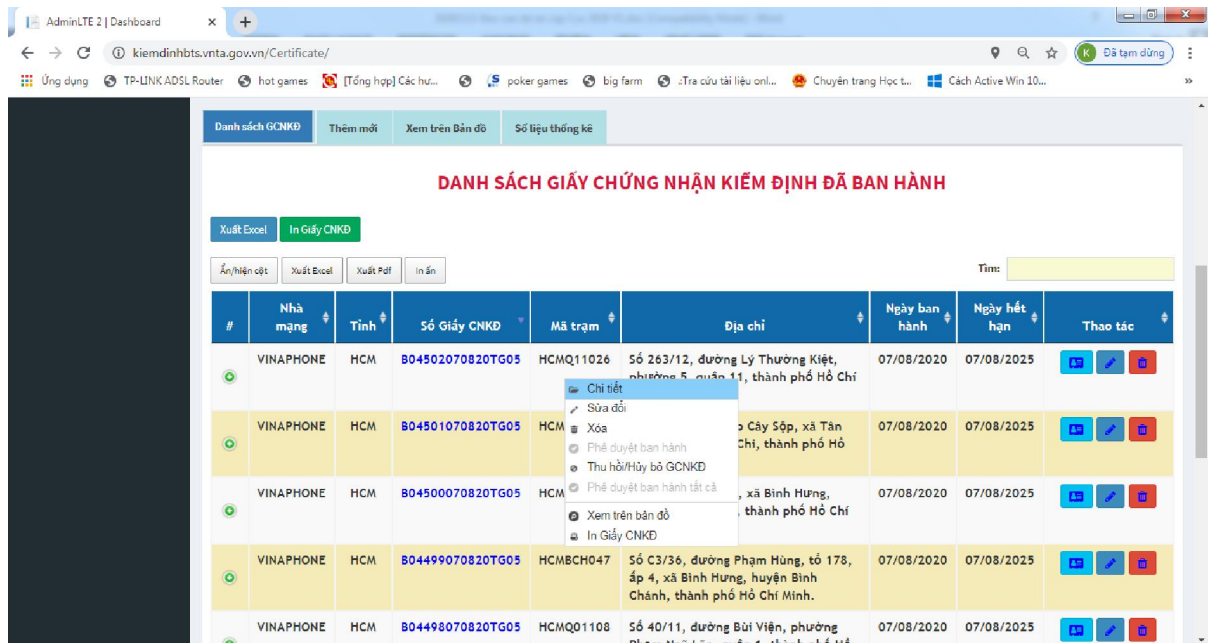 AdminLTE 2 | Dashboard
kiemdinhbts.vnta.gov.vn/Certificate/
K Đã tạm dừng
Ứng dụng TP-LINK ADSL Router hot games [Tổng hợp] Các hư... poker games big farm .:Tra cứu tài liệu onl... Chuyên trang Học t... Cách Active Win 10... »
Danh sách GCNKĐ Thêm mới Xem trên Bản đồ Số liệu thống kê
DANH SÁCH GIẤY CHỨNG NHẬN KIỂM ĐỊNH ĐÃ BAN HÀNH
Xuất Excel In Giấy CNKĐ
Ẩn/hiện cột Xuất Excel Xuất Pdf In ấn Tìm:
# Nhà mạng Tỉnh Số Giấy CNKĐ Mã trạm Địa chỉ Ngày ban hành Ngày hết hạn Thao tác
VINAPHONE HCM B04502070820TG05 HCMQ11026 Số 263/12, đường Lý Thường Kiệt, 07/08/2020 07/08/2025
phường 5, quận 11, thành phố Hồ Chí
Chi tiết
Sửa đổi
VINAPHONE HCM B04501070820TG05 HCM Xóa Cây Sộp, xã Tân 07/08/2020 07/08/2025
Phê duyệt ban hành Chi, thành phố Hồ
Thu hồi/Hủy bỏ GCNKĐ
Phê duyệt ban hành tất cả
VINAPHONE HCM B04500070820TG05 HCM , xã Bình Hưng, 07/08/2020 07/08/2025
Xem trên bản đồ , thành phố Hồ Chí
In Giấy CNKĐ
VINAPHONE HCM B04499070820TG05 HCMBCH047 Số C3/36, đường Phạm Hùng, tổ 178, 07/08/2020 07/08/2025
ấp 4, xã Bình Hưng, huyện Bình
Chánh, thành phố Hồ Chí Minh.
VINAPHONE HCM B04498070820TG05 HCMQ01108 Số 40/11, đường Bùi Viện, phường 07/08/2020 07/08/2025